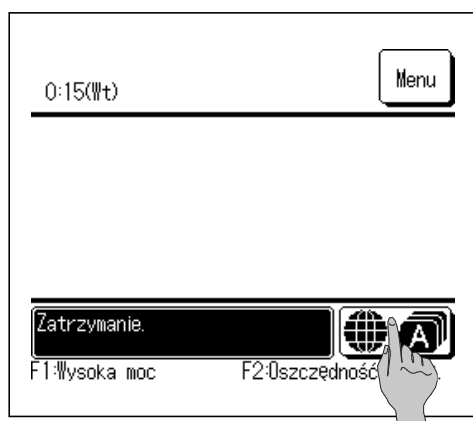 0:15(Wt)
Menu
Zatrzymanie.
A
F1:Wysoka moc F2:Oszczędność